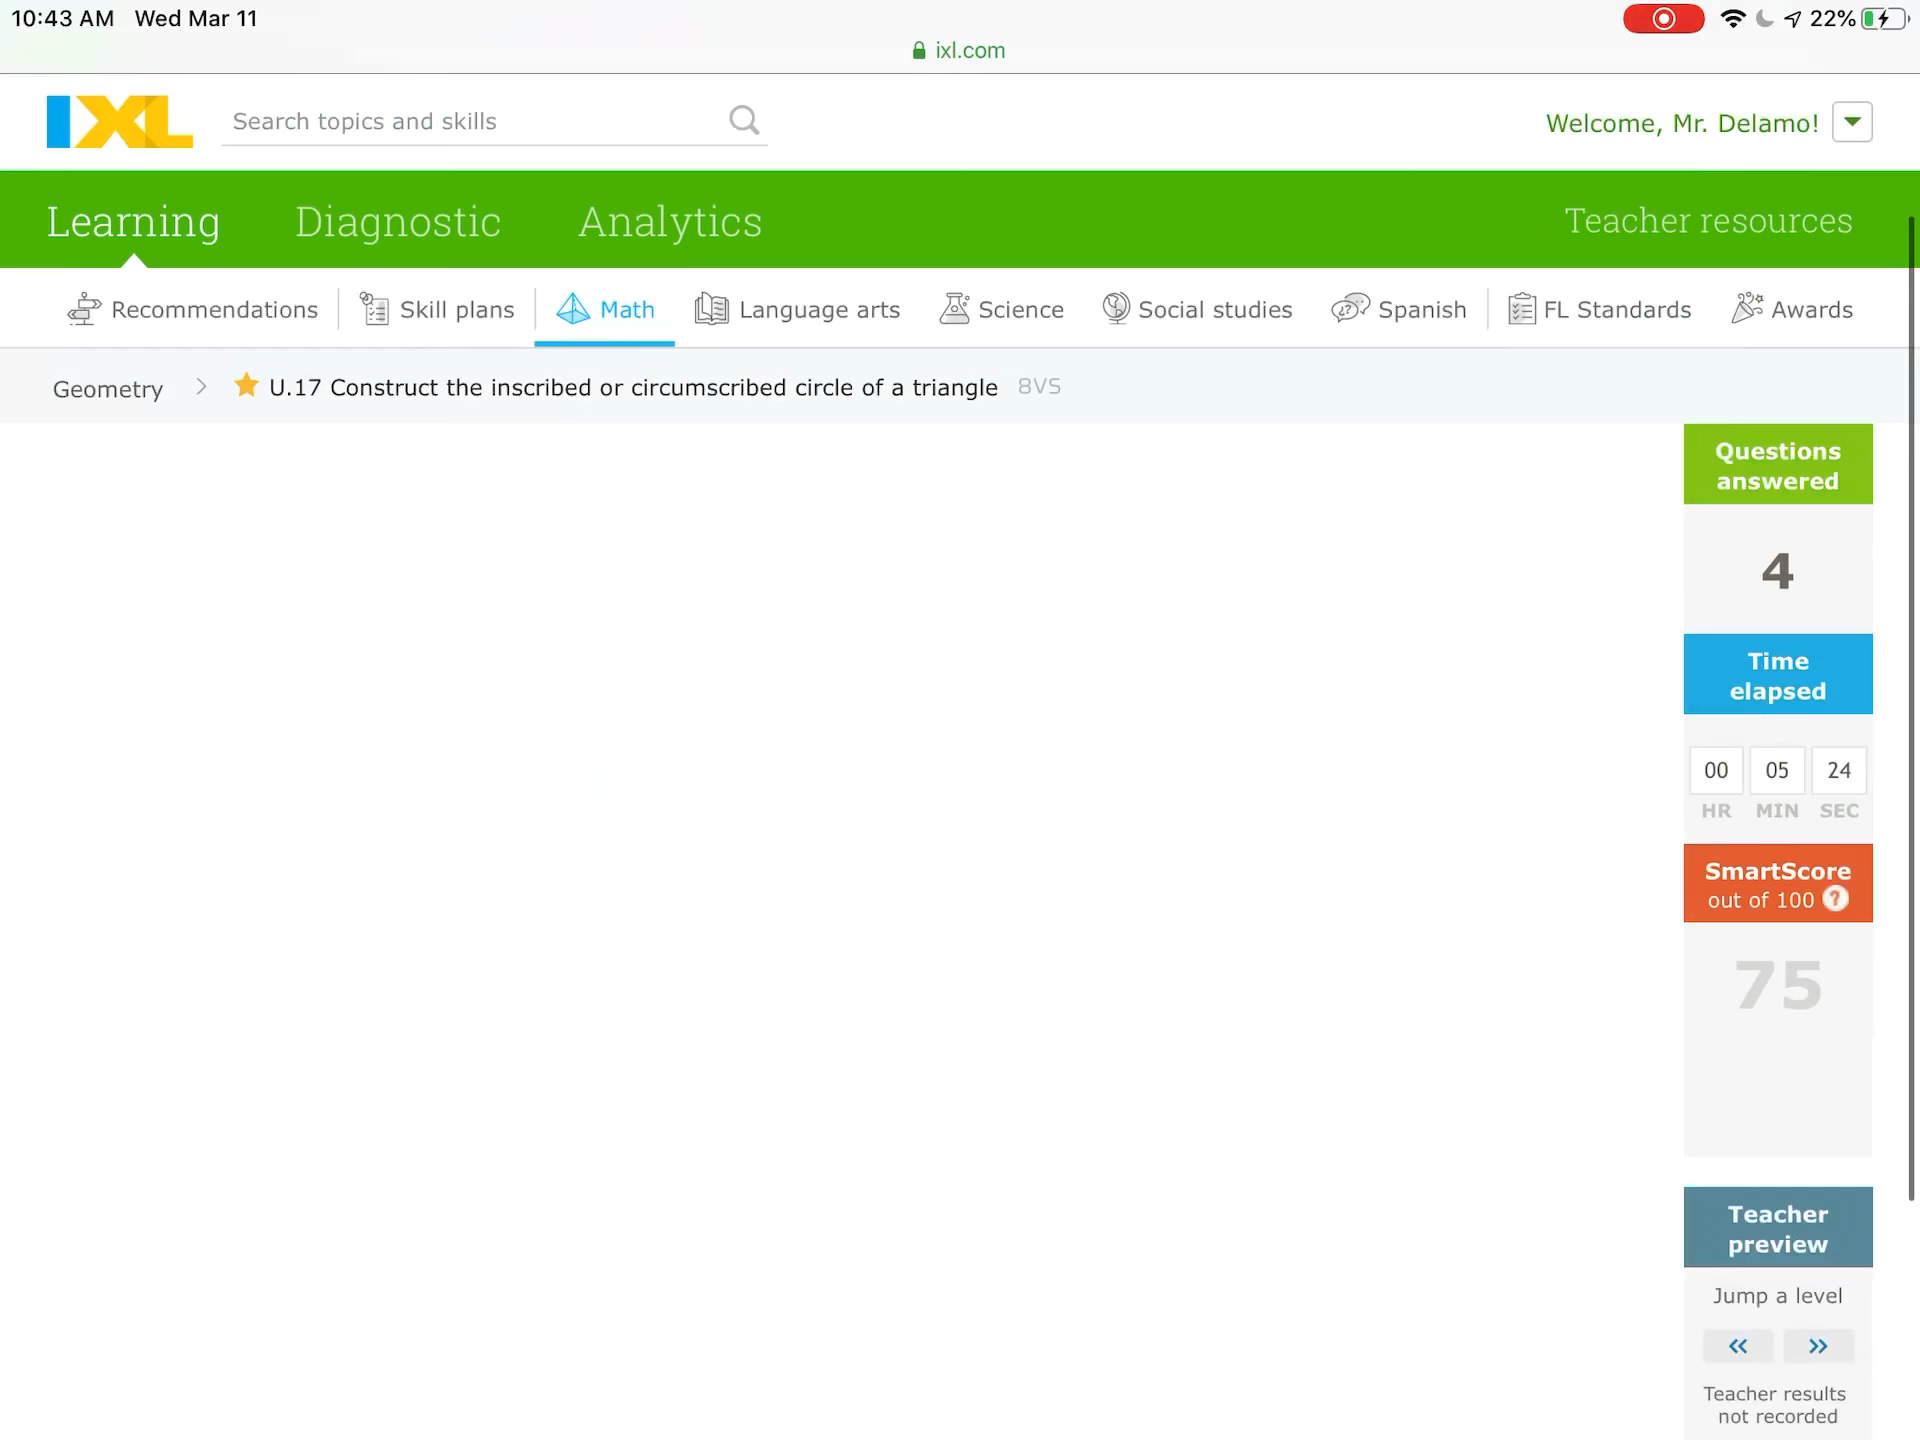 10:43 AM Wed Mar 11
22%
ixl.com
IXL
Search topics and skills
Welcome, Mr. Delamo!
Learning Diagnostic Analytics Teacher resources
Recommendations Skill plans Math Language arts Science Social studies Spanish FL Standards Awards
Geometry > U.17 Construct the inscribed or circumscribed circle of a triangle 8VS
Questions
answered
4
Time
elapsed
00 05 24
HR MIN SEC
SmartScore
out of 100 ?
75
Teacher
preview
Jump a level
« »
Teacher results
not recorded